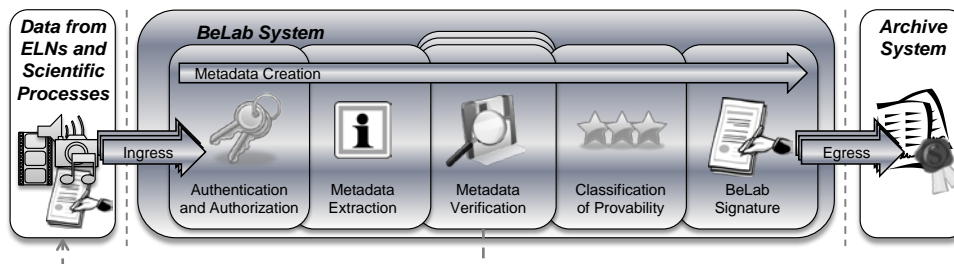 Data from
ELNs and
Scientific
Processes
BeLab System
Metadata Creation
Ingress
Authentication
and Authorization
Metadata
Extraction
Metadata
Verification
Classification
of Provability
BeLab
Signature
Egress
Archive
System